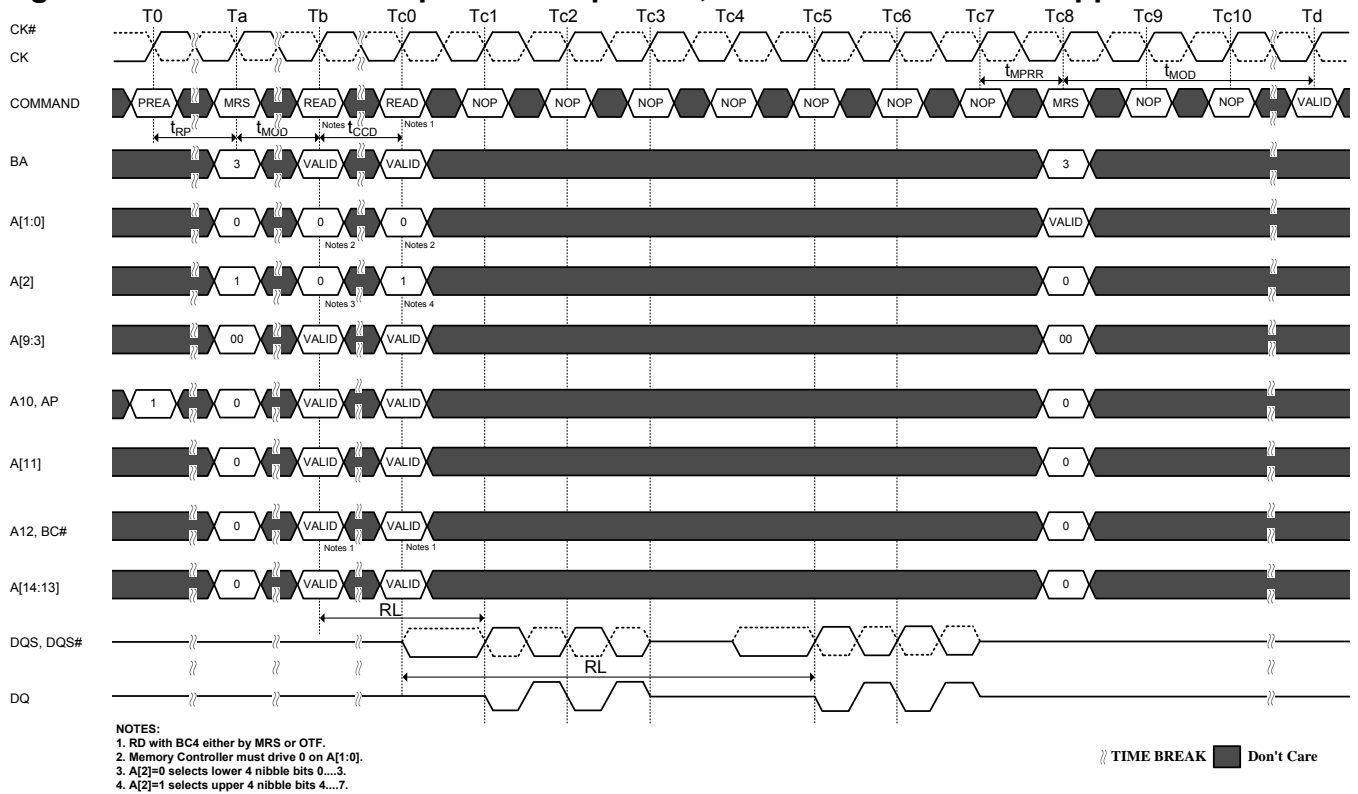 T0 Ta Tb Tc0 Tc1 Tc2 Tc3 Tc4 Tc5 Tc6 Tc7 Tc8 Tc9 Tc10 Td
CK#
CK
tMPRR tMOD
COMMAND PREA MRS READ READ NOP NOP NOP NOP NOP NOP NOP MRS NOP NOP VALID
Notes 1 Notes 1
tRP tMOD tCCD
BA 3 VALID VALID 3
A[1:0] 0 0 0 VALID
Notes 2 Notes 2
A[2] 1 0 1 0
Notes 3 Notes 4
A[9:3] 00 VALID VALID 00
A10, AP 1 0 VALID VALID 0
A[11] 0 VALID VALID 0
A12, BC# 0 VALID VALID 0
Notes 1 Notes 1
A[14:13] 0 VALID VALID 0
RL
DQS, DQS#
RL
DQ
NOTES:
1. RD with BC4 either by MRS or OTF.
2. Memory Controller must drive 0 on A[1:0].
3. A[2]=0 selects lower 4 nibble bits 0....3.
4. A[2]=1 selects upper 4 nibble bits 4....7.
TIME BREAK Don't Care